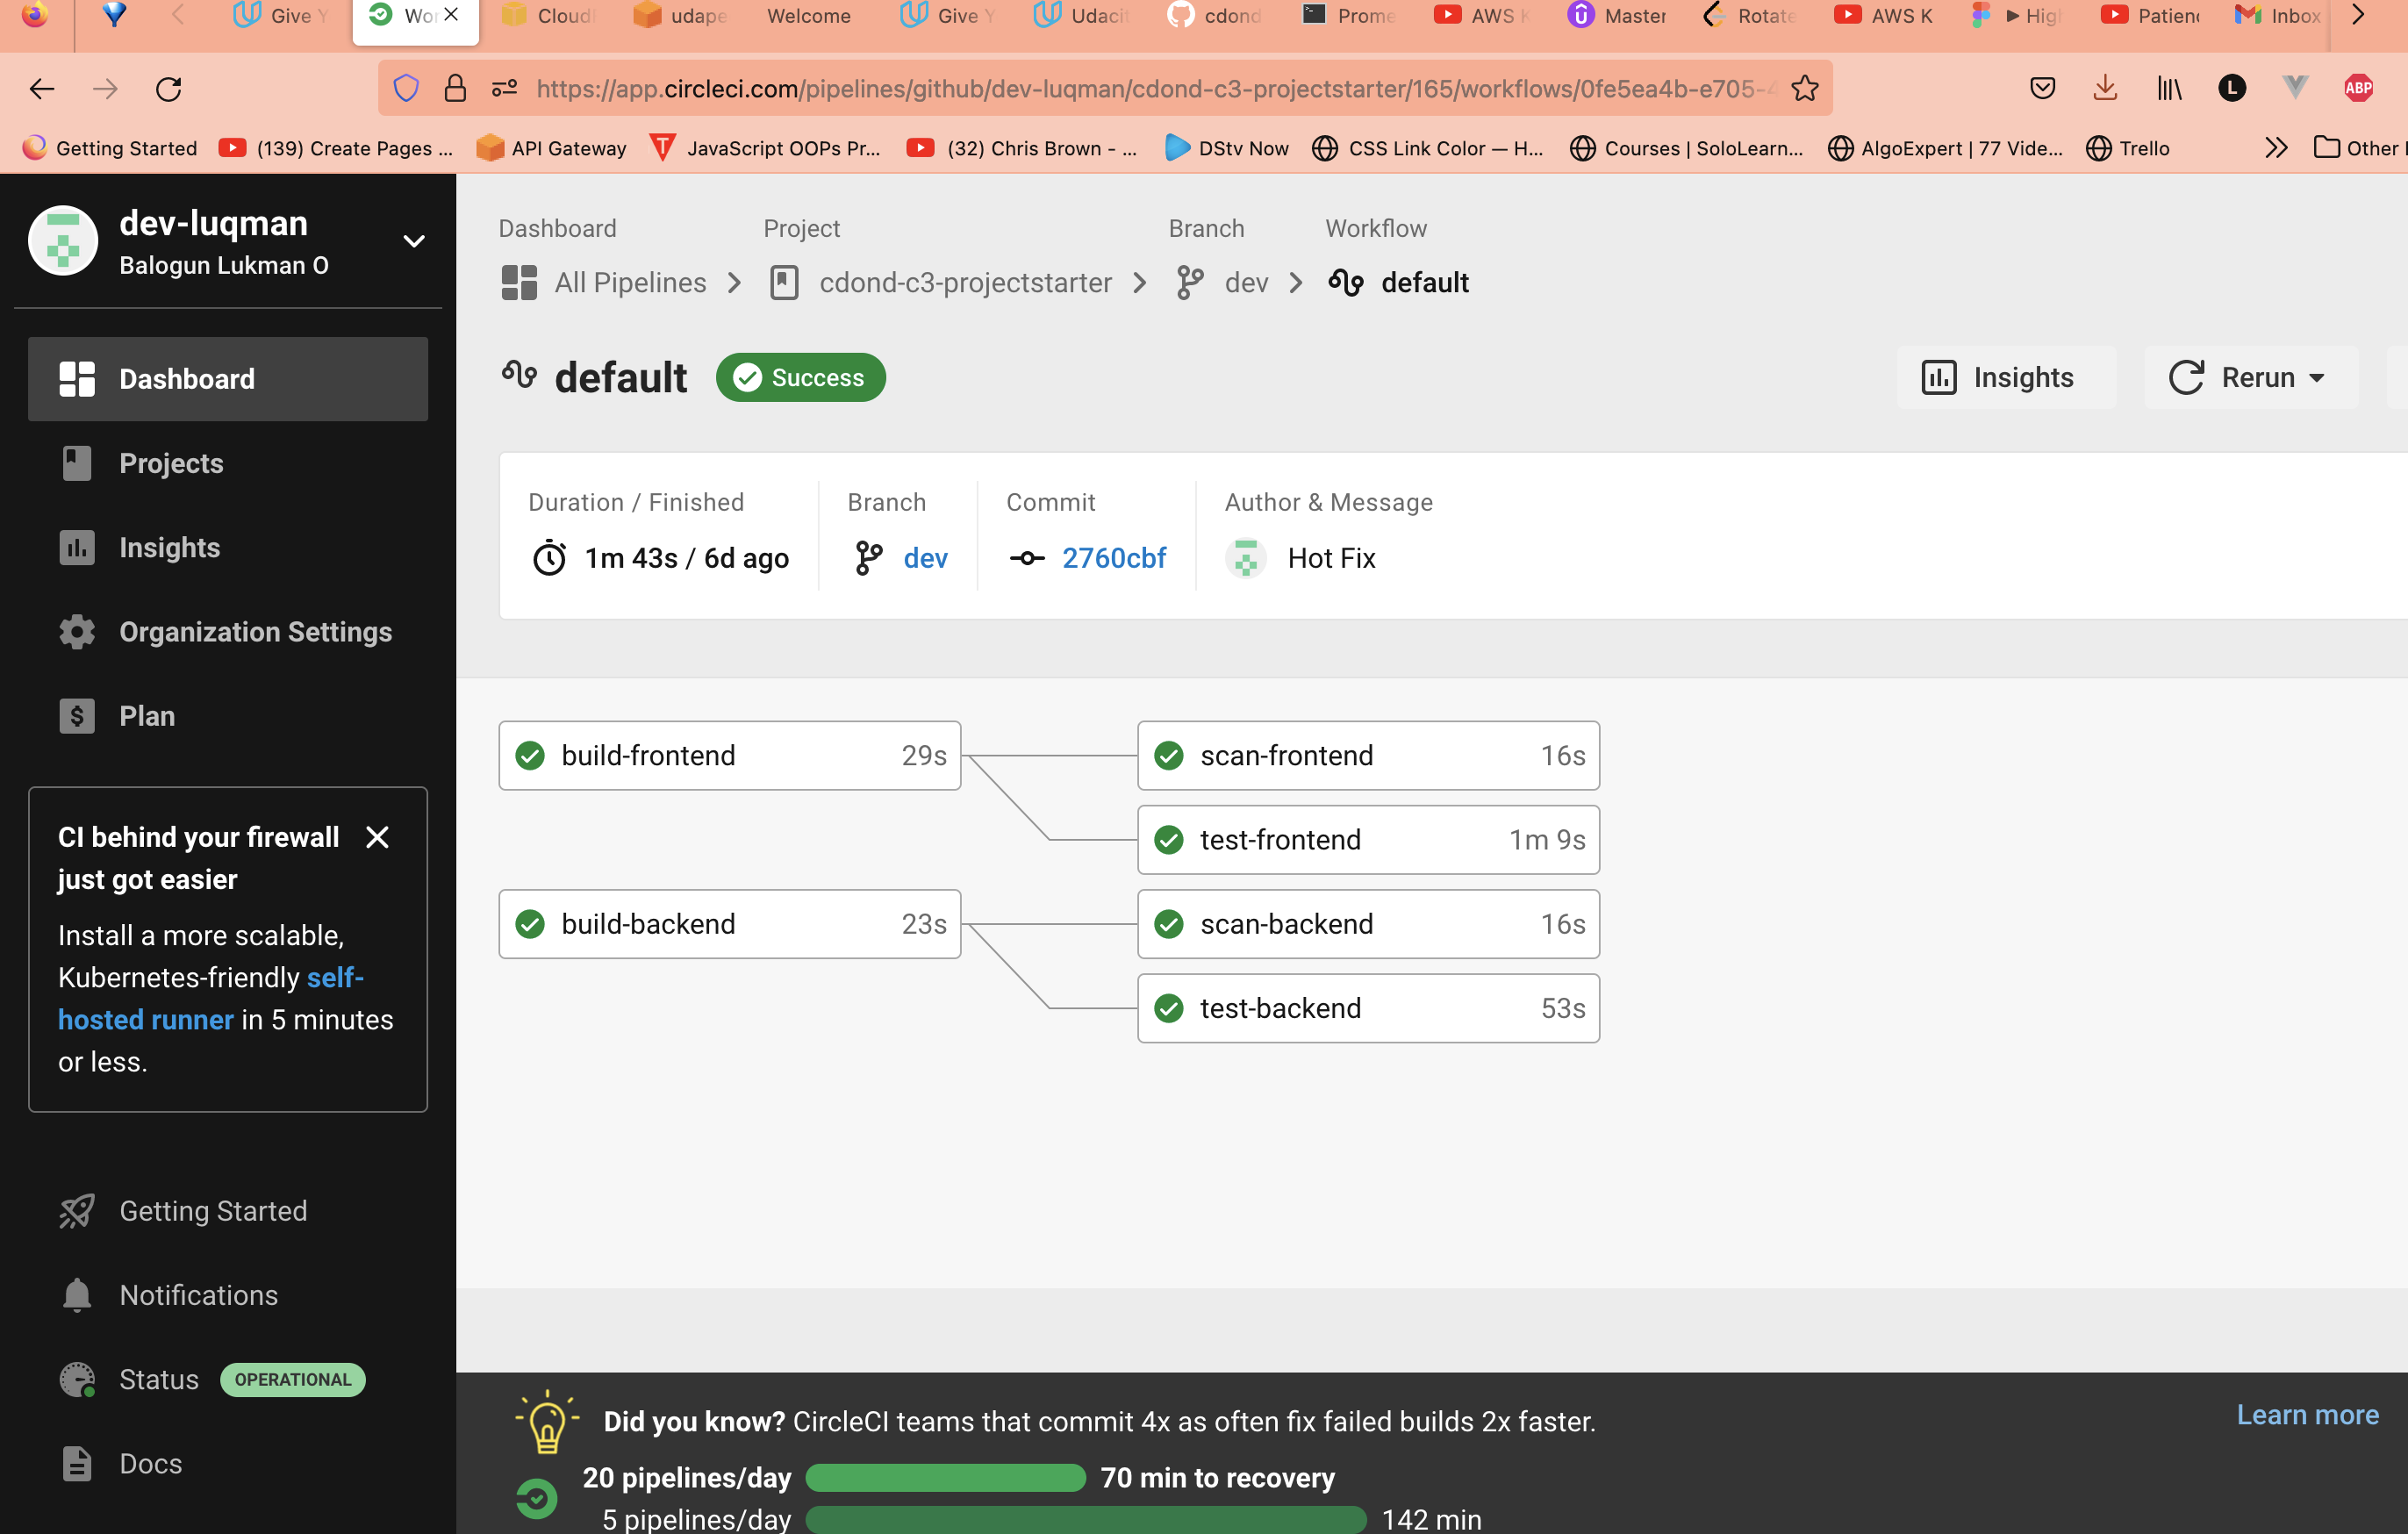 Give Y
Wor
Cloudf
udape
Welcome
Give Y
Udacit
cdond
Prome
AWS K
Master
Rotate
AWS K
▶ High
Patienc
Inbox
https://app.circleci.com/pipelines/github/dev-luqman/cdond-c3-projectstarter/165/workflows/0fe5ea4b-e705-4
L
ABP
Getting Started
(139) Create Pages ...
API Gateway
JavaScript OOPs Pr...
(32) Chris Brown - ...
DStv Now
CSS Link Color — H...
Courses | SoloLearn...
AlgoExpert | 77 Vide...
Trello
Other
dev-luqman
Balogun Lukman O
Dashboard
Projects
Insights
Organization Settings
Plan
CI behind your firewall
just got easier
Install a more scalable,
Kubernetes-friendly self-
hosted runner in 5 minutes
or less.
Getting Started
Notifications
Status OPERATIONAL
Docs
Dashboard Project Branch Workflow
All Pipelines cdond-c3-projectstarter dev default
default Success
Insights Rerun
Duration / Finished Branch Commit Author & Message
1m 43s / 6d ago dev 2760cbf Hot Fix
build-frontend 29s
scan-frontend 16s
test-frontend 1m 9s
build-backend 23s
scan-backend 16s
test-backend 53s
Did you know? CircleCI teams that commit 4x as often fix failed builds 2x faster.
Learn more
20 pipelines/day 70 min to recovery
5 pipelines/day 142 min